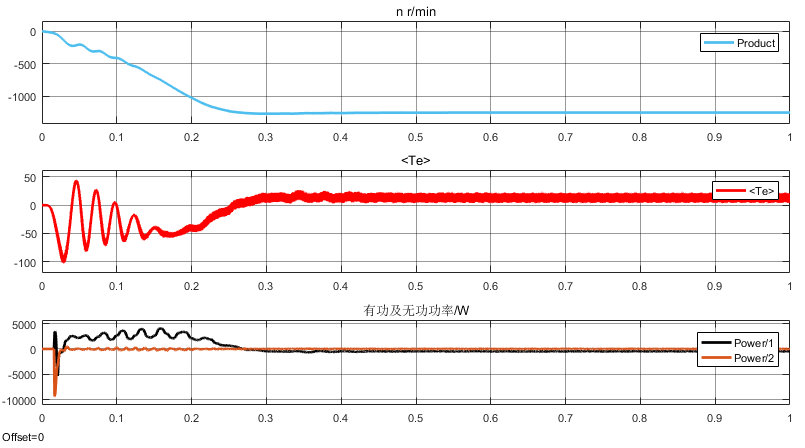 n r/min
Product
0
-500
-1000
0 0.1 0.2 0.3 0.4 0.5 0.6 0.7 0.8 0.9 1
<Te>
<Te>
50
0
-50
-100
0 0.1 0.2 0.3 0.4 0.5 0.6 0.7 0.8 0.9 1
有功及无功功率/W
Power/1
Power/2
5000
0
-5000
-10000
0 0.1 0.2 0.3 0.4 0.5 0.6 0.7 0.8 0.9 1
Offset=0